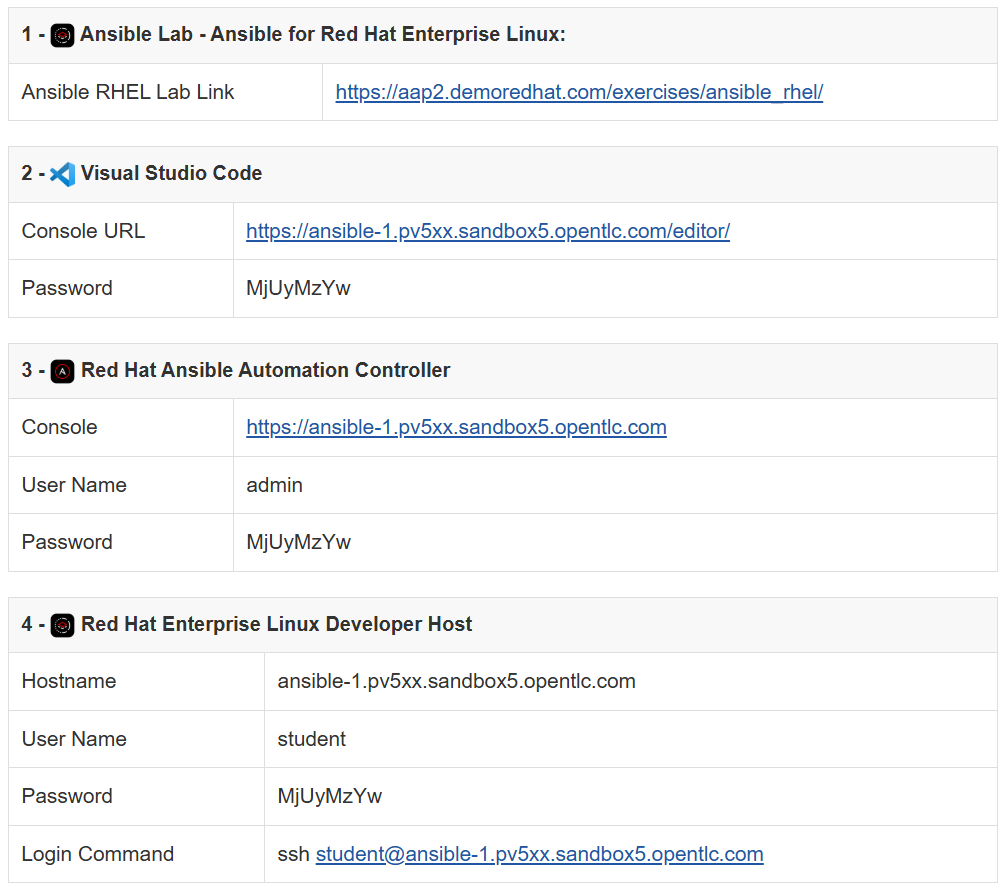 1 - Ansible Lab - Ansible for Red Hat Enterprise Linux:
Ansible RHEL Lab Link https://aap2.demoredhat.com/exercises/ansible_rhel/
2 - Visual Studio Code
Console URL https://ansible-1.pv5xx.sandbox5.opentlc.com/editor/
Password MjUyMzYw
3 - Red Hat Ansible Automation Controller
Console https://ansible-1.pv5xx.sandbox5.opentlc.com
User Name admin
Password MjUyMzYw
4 - Red Hat Enterprise Linux Developer Host
Hostname ansible-1.pv5xx.sandbox5.opentlc.com
User Name student
Password MjUyMzYw
Login Command ssh student@ansible-1.pv5xx.sandbox5.opentlc.com